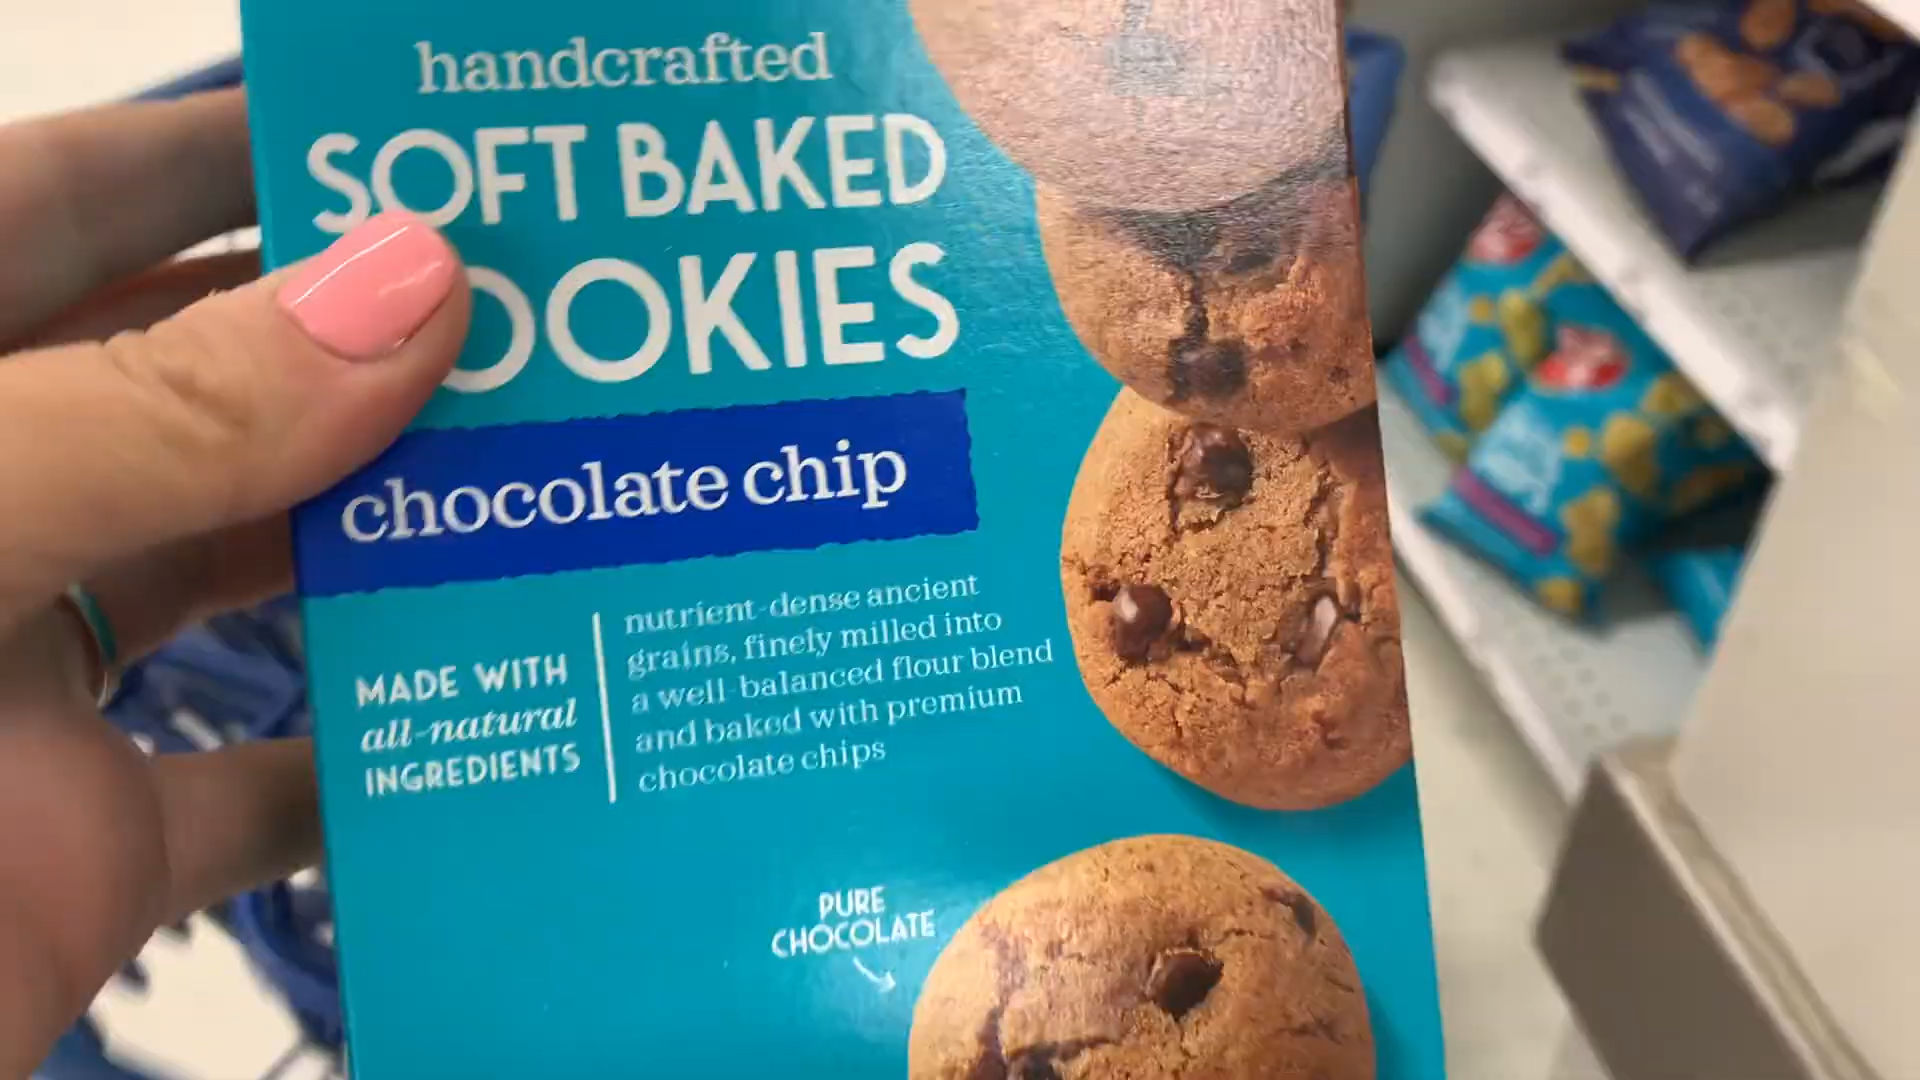 handcrafted
SOFT BAKED
OOKIES
chocolate chip
MADE WITH
all-natural
INGREDIENTS
nutrient-dense ancient
grains, finely milled into
a well-balanced flour blend
and baked with premium
chocolate chips
PURE
CHOCOLATE